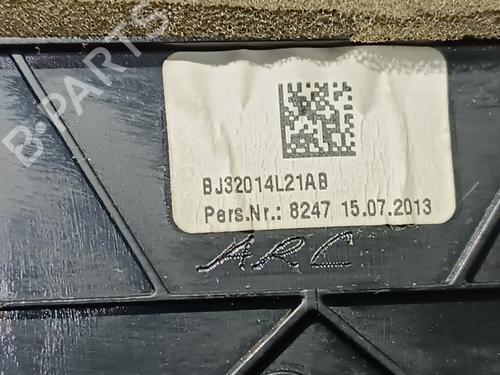 B-PARTS
BJ32014L21AB
Pers.Nr.: 8247 15.07.2013
ARC